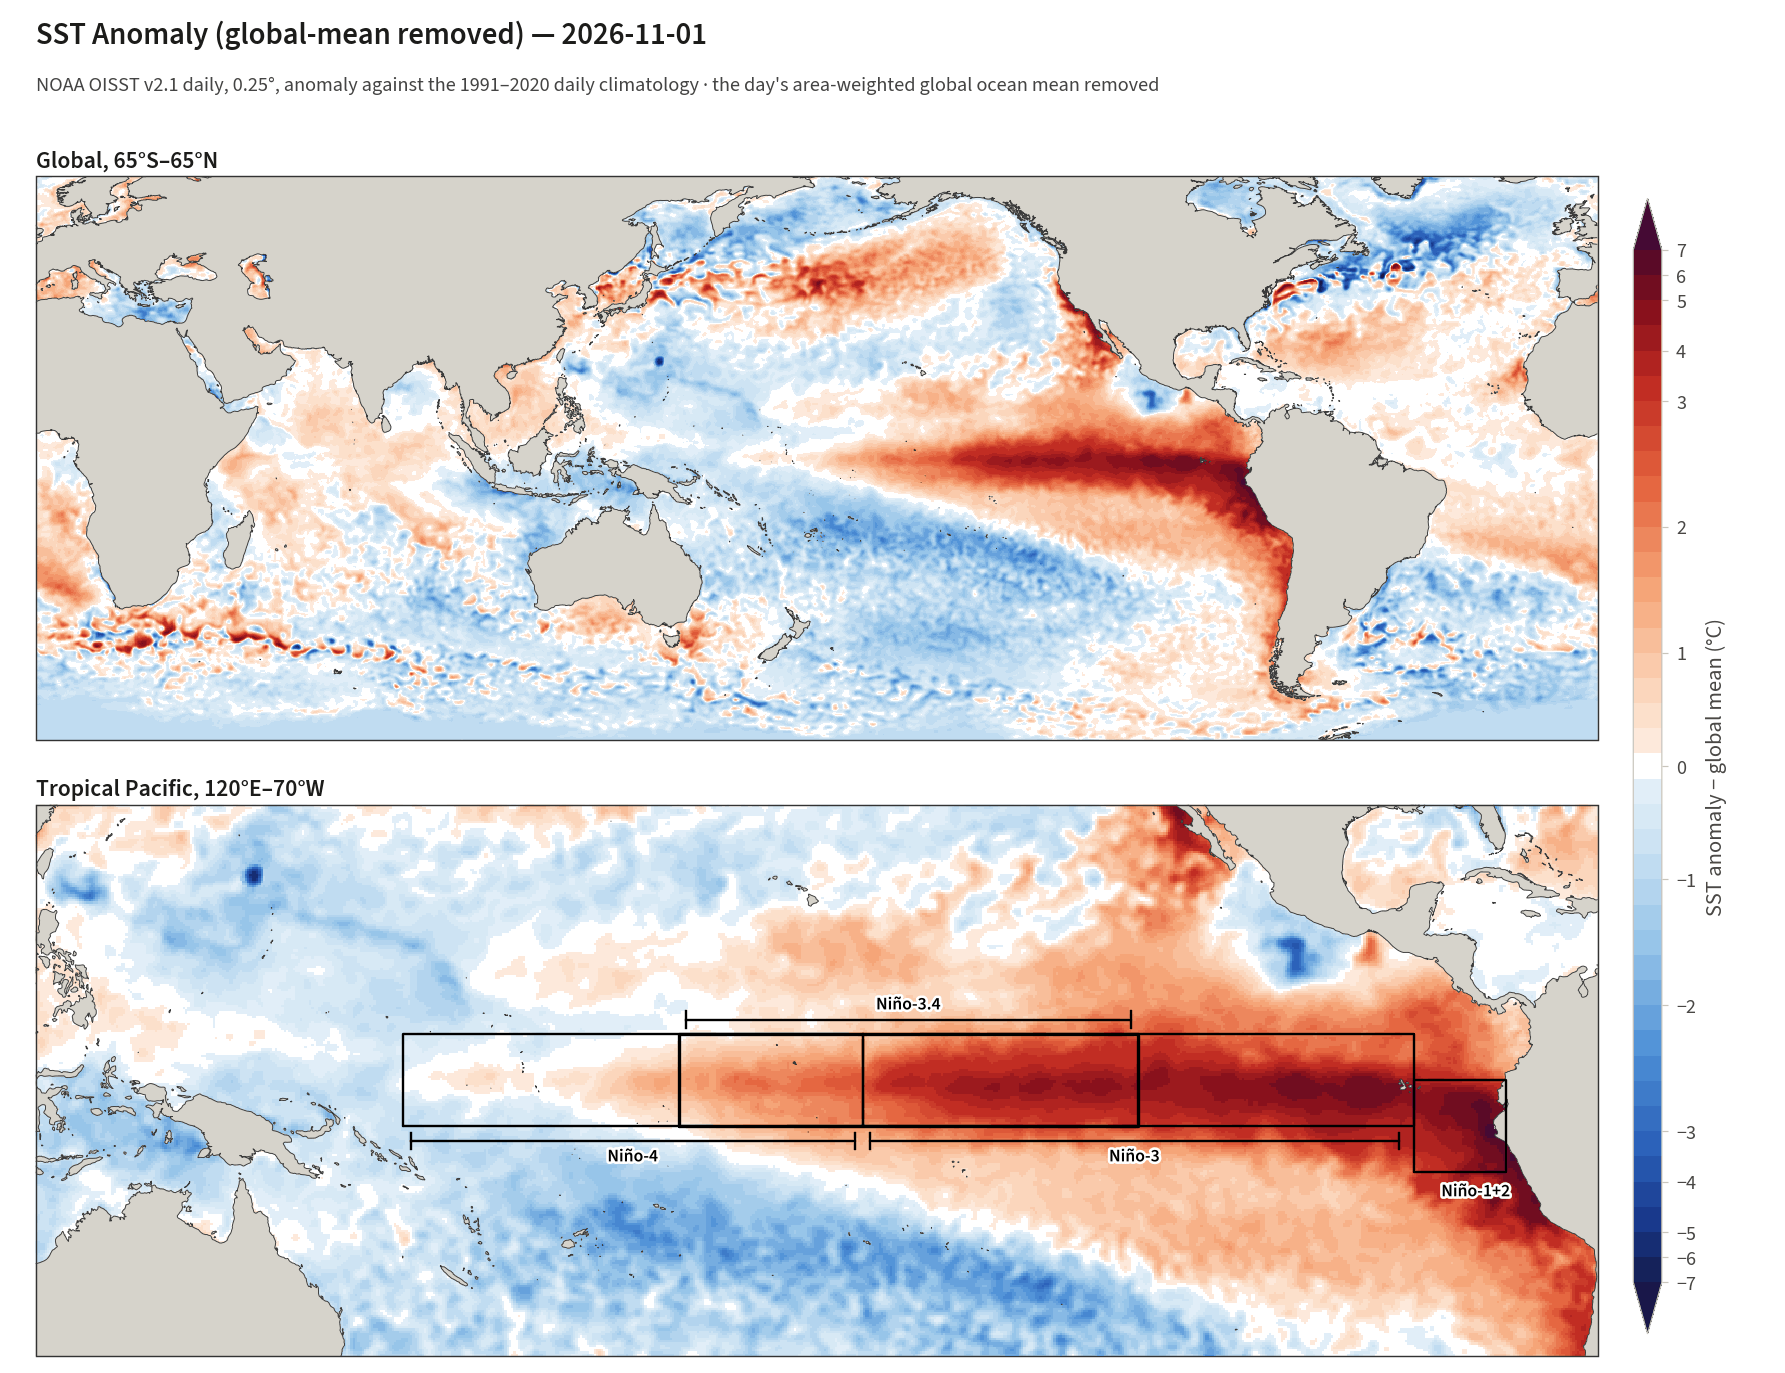 SST Anomaly (global-mean removed) — 2026-11-01
NOAA OISST v2.1 daily, 0.25°, anomaly against the 1991–2020 daily climatology · the day's area-weighted global ocean mean removed
Global, 65°S–65°N
Tropical Pacific, 120°E–70°W
Niño-3.4
Niño-4
Niño-3
Niño-1+2
7
6
5
4
3
2
1
0
−1
−2
−3
−4
−5
−6
−7
SST anomaly − global mean (°C)